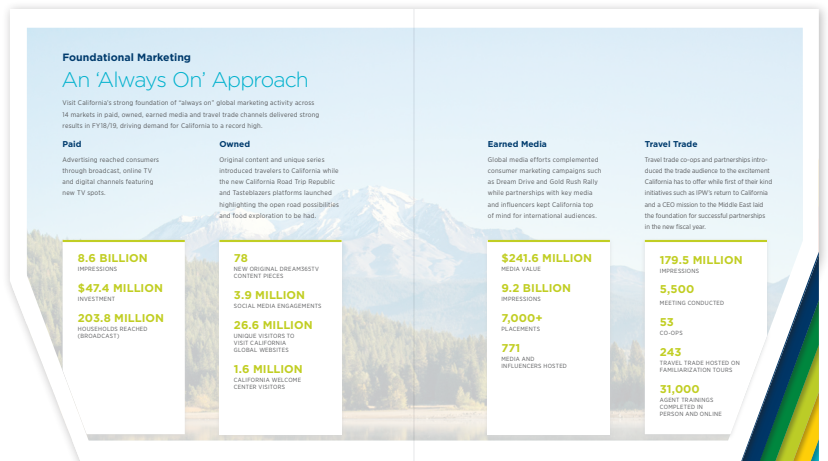 Foundational Marketing
An ‘Always On’ Approach
Visit California's strong foundation of "always on" global marketing activity across
14 markets in paid, owned, earned media and travel trade channels delivered strong
results in FY18/19, driving demand for California to a record high.
Paid
Advertising reached consumers
through broadcast, online TV
and digital channels featuring
new TV spots.
8.6 BILLION
IMPRESSIONS
$47.4 MILLION
INVESTMENT
203.8 MILLION
HOUSEHOLDS REACHED
(BROADCAST)
Owned
Original content and unique series
introduced travelers to California while
the new California Road Trip Republic
and Tasteblazers platforms launched
highlighting the open road possibilities
and food exploration to be had.
78
NEW ORIGINAL DREAM365TV
CONTENT PIECES
3.9 MILLION
SOCIAL MEDIA ENGAGEMENTS
26.6 MILLION
UNIQUE VISITORS TO
VISIT CALIFORNIA
GLOBAL WEBSITES
1.6 MILLION
CALIFORNIA WELCOME
CENTER VISITORS
Earned Media
Global media efforts complemented
consumer marketing campaigns such
as Dream Drive and Gold Rush Rally
while partnerships with key media
and influencers kept California top
of mind for international audiences.
$241.6 MILLION
MEDIA VALUE
9.2 BILLION
IMPRESSIONS
7,000+
PLACEMENTS
771
MEDIA AND
INFLUENCERS HOSTED
Travel Trade
Travel trade co-ops and partnerships intro-
duced the trade audience to the excitement
California has to offer while first of their kind
initiatives such as IPW's return to California
and a CEO mission to the Middle East laid
the foundation for successful partnerships
in the new fiscal year.
179.5 MILLION
IMPRESSIONS
5,500
MEETING CONDUCTED
53
CO-OPS
243
TRAVEL TRADE HOSTED ON
FAMILIARIZATION TOURS
31,000
AGENT TRAININGS
COMPLETED IN
PERSON AND ONLINE